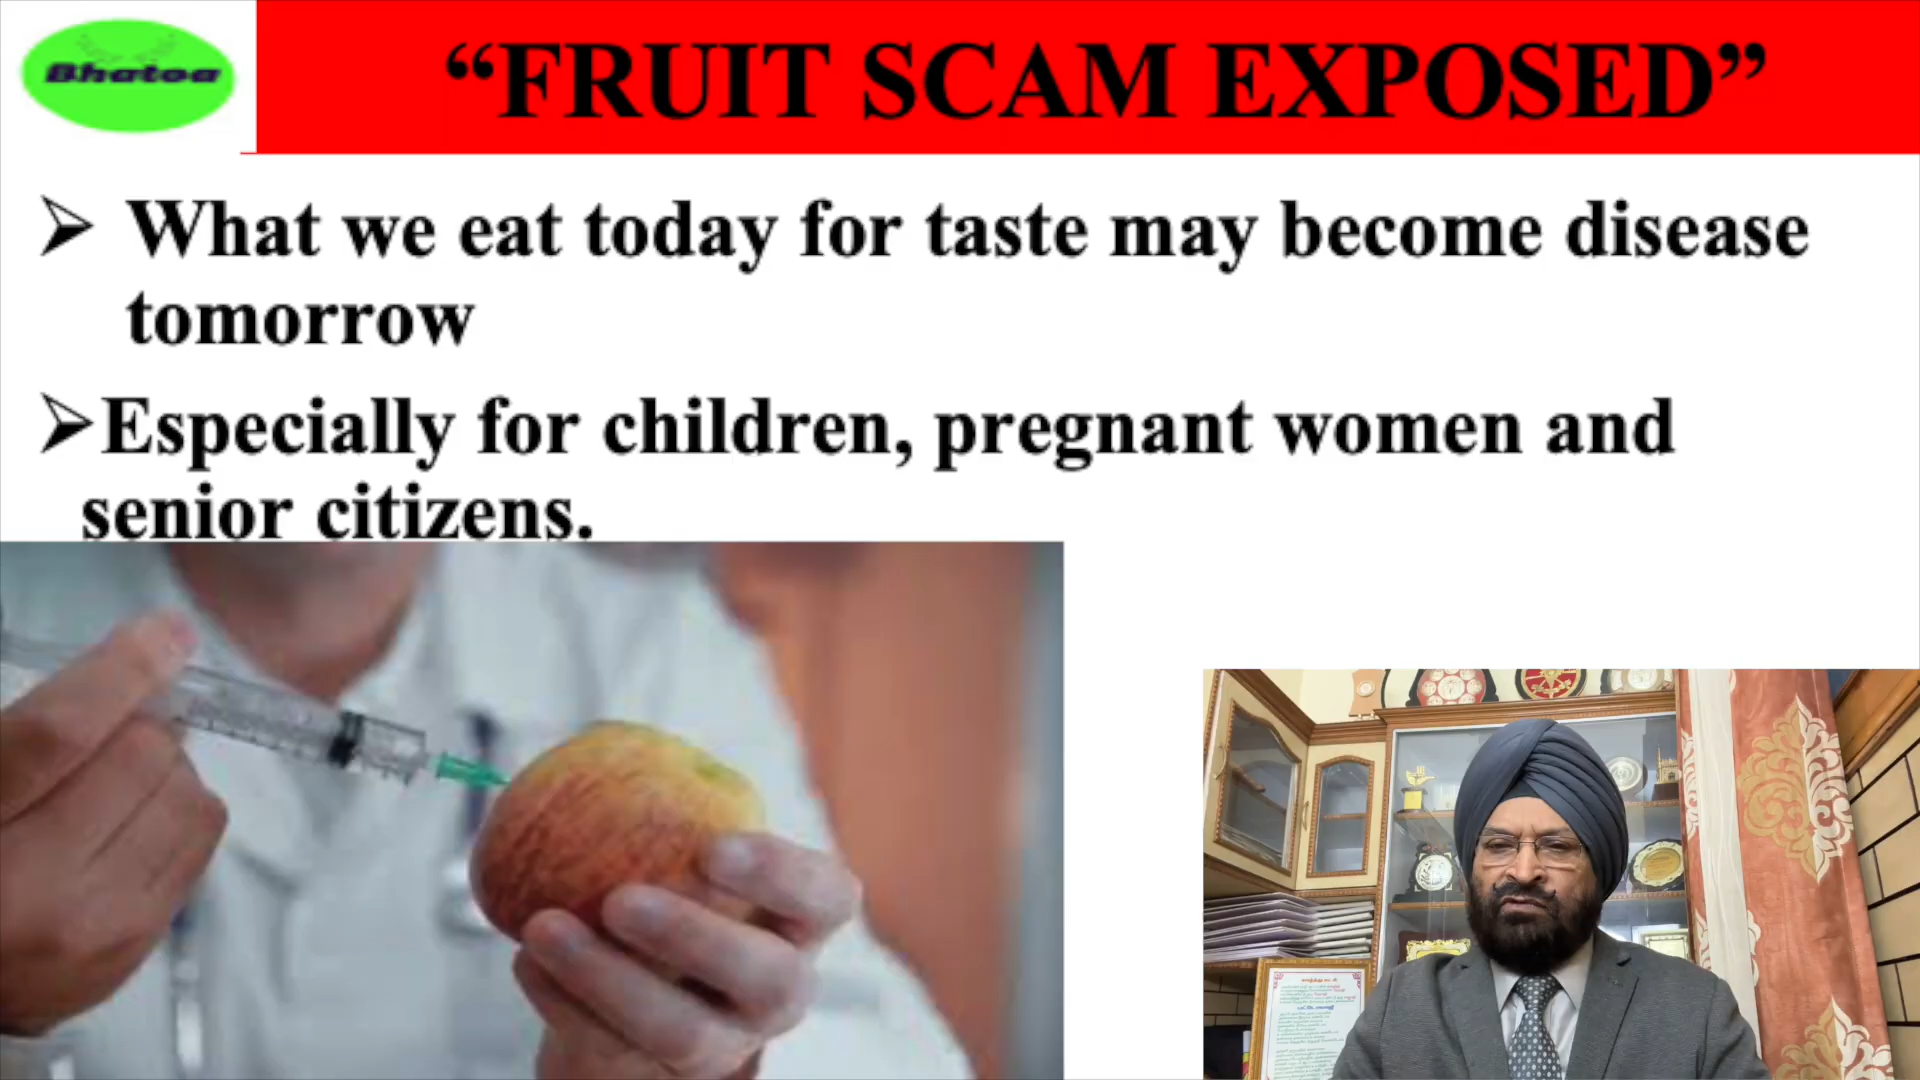 Bhatoa
“FRUIT SCAM EXPOSED”
➢ What we eat today for taste may become disease
tomorrow
➢Especially for children, pregnant women and
senior citizens.